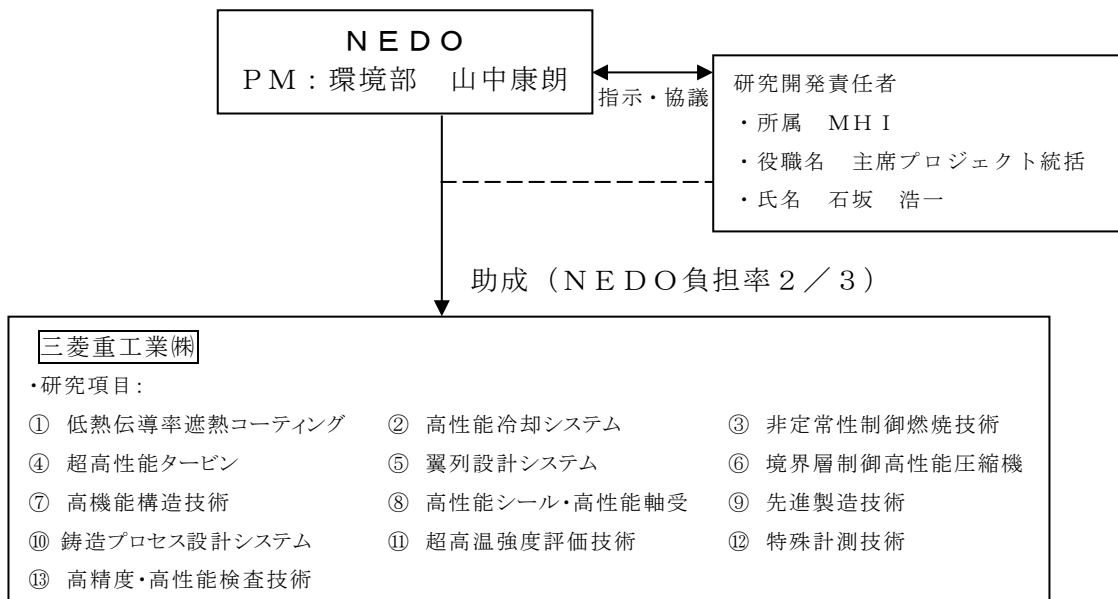 ＮＥＤＯ
ＰＭ：環境部　山中康朗
指示・協議
研究開発責任者
・所属　ＭＨＩ
・役職名　主席プロジェクト統括
・氏名　石坂　浩一
助成（ＮＥＤＯ負担率２／３）
三菱重工業㈱
・研究項目：
① 低熱伝導率遮熱コーティング　② 高性能冷却システム　③ 非定常性制御燃焼技術
④ 超高性能タービン　⑤ 翼列設計システム　⑥ 境界層制御高性能圧縮機
⑦ 高機能構造技術　⑧ 高性能シール・高性能軸受　⑨ 先進製造技術
⑩ 鋳造プロセス設計システム　⑪ 超高温強度評価技術　⑫ 特殊計測技術
⑬ 高精度・高性能検査技術